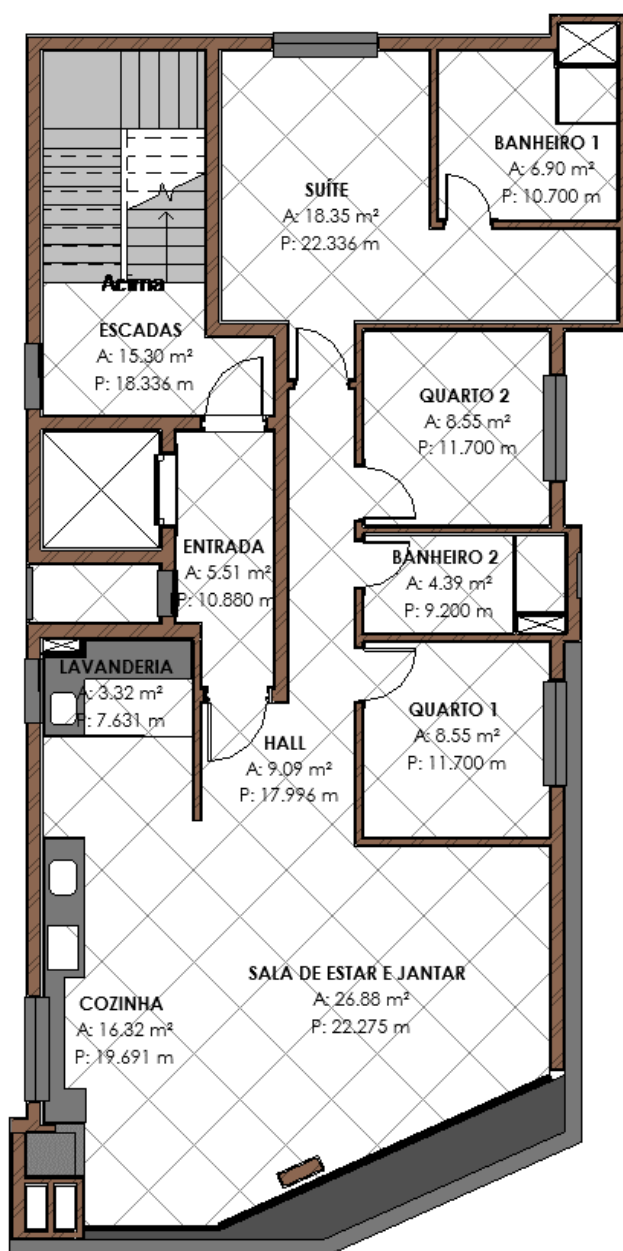 BANHEIRO 1
A: 6.90 m²
P: 10.700 m
SUÍTE
A: 18.35 m²
P: 22.336 m
Acima
ESCADAS
A: 15.30 m²
P: 18.336 m
QUARTO 2
A: 8.55 m²
P: 11.700 m
ENTRADA
A: 5.51 m²
P: 10.880 m
BANHEIRO 2
A: 4.39 m²
P: 9.200 m
LAVANDERIA
A: 3.32 m²
P: 7.631 m
QUARTO 1
A: 8.55 m²
P: 11.700 m
HALL
A: 9.09 m²
P: 17.996 m
SALA DE ESTAR E JANTAR
A: 26.88 m²
P: 22.275 m
COZINHA
A: 16.32 m²
P: 19.691 m